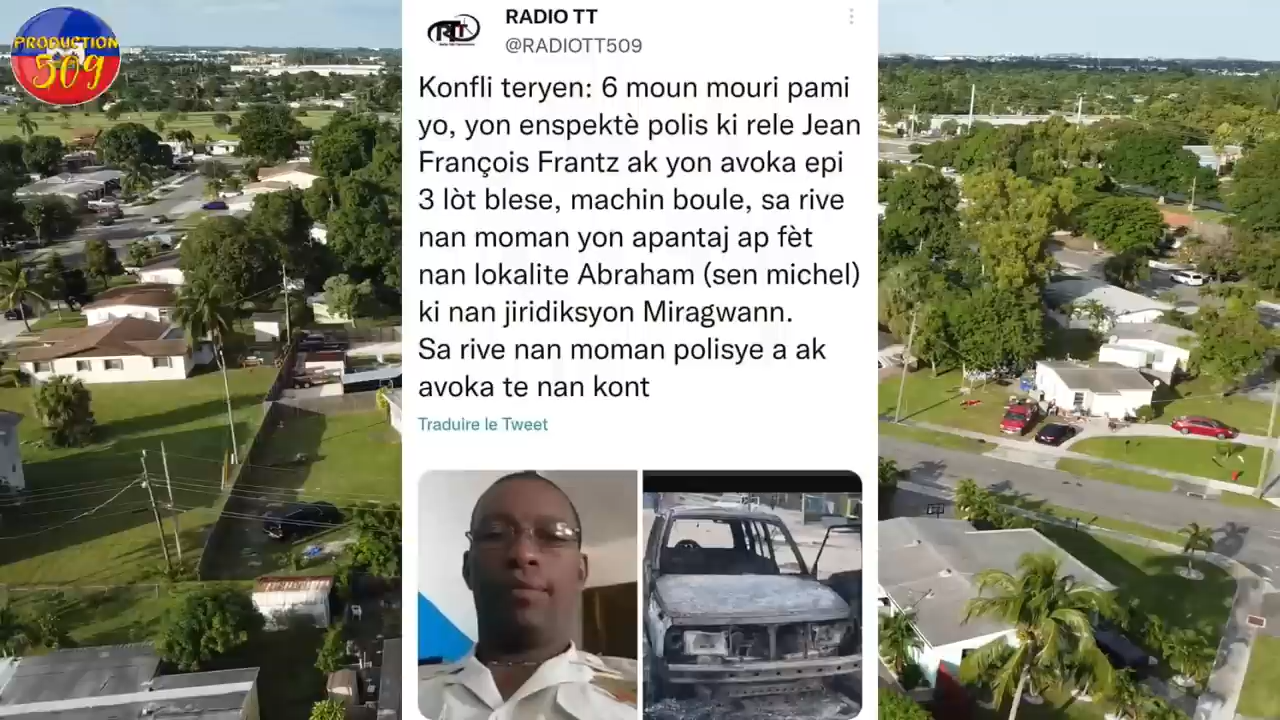 PRODUCTION
509
RTT
RADIO TT
@RADIOTT509
Konfli teryen: 6 moun mouri pami
yo, yon enspektè polis ki rele Jean
François Frantz ak yon avoka epi
3 lòt blese, machin boule, sa rive
nan moman yon apantaj ap fèt
nan lokalite Abraham (sen michel)
ki nan jiridiksyon Miragwann.
Sa rive nan moman polisye a ak
avoka te nan kont
Traduire le Tweet